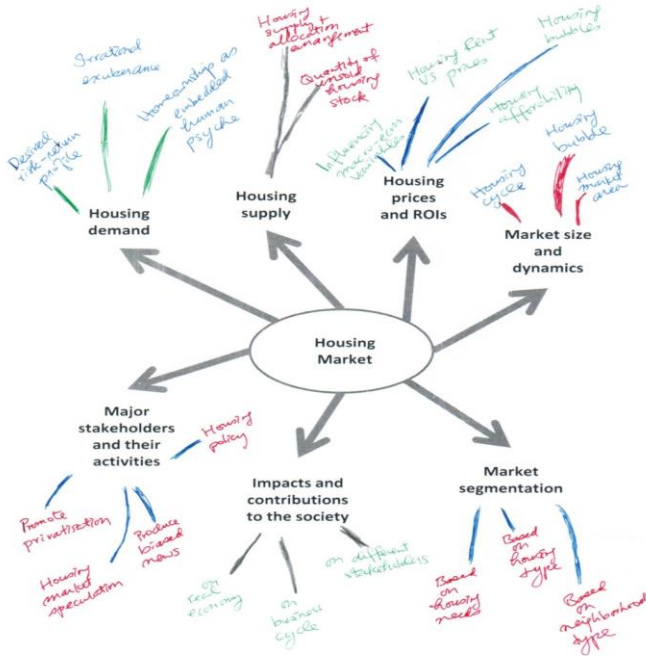 Irrational
exuberance
Homeownership as
embedded
human
psyche
Desired
risk-return
profile
Housing
demand
Housing
supply +
allocation
arrangement
Quantity of
unsold
housing
stock
Housing
supply
Influencing
macro-econ
variables
Housing Rent
vs prices
Housing
bubbles
Housing
affordability
Housing
prices
and ROIs
Housing
cycle
Housing
bubble
Housing
market
area
Market size
and
dynamics
Housing
Market
Major
stakeholders
and their
activities
Housing
policy
Promote
privatisation
Housing
market
speculation
Produce
biased
news
Impacts and
contributions
to the society
on
real
economy
on
business
cycle
on different
stakeholders
Market
segmentation
Based
on
housing
needs
Based
on housing
type
Based
on
neighborhood
type